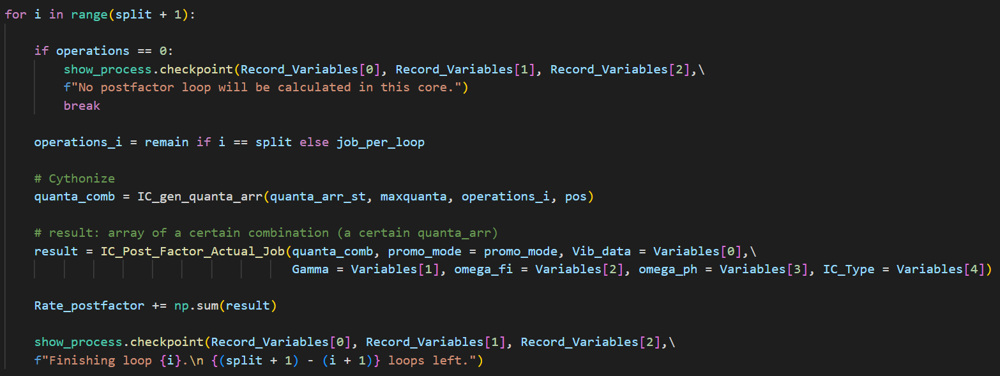 for i in range(split + 1):
if operations == 0:
show_process.checkpoint(Record_Variables[0], Record_Variables[1], Record_Variables[2],\
f"No postfactor loop will be calculated in this core.")
break
operations_i = remain if i == split else job_per_loop
# Cythonize
quanta_comb = IC_gen_quanta_arr(quanta_arr_st, maxquanta, operations_i, pos)
# result: array of a certain combination (a certain quanta_arr)
result = IC_Post_Factor_Actual_Job(quanta_comb, promo_mode = promo_mode, Vib_data = Variables[0],\
Gamma = Variables[1], omega_fi = Variables[2], omega_ph = Variables[3], IC_Type = Variables[4])
Rate_postfactor += np.sum(result)
show_process.checkpoint(Record_Variables[0], Record_Variables[1], Record_Variables[2],\
f"Finishing loop {i}.\n {(split + 1) - (i + 1)} loops left.")